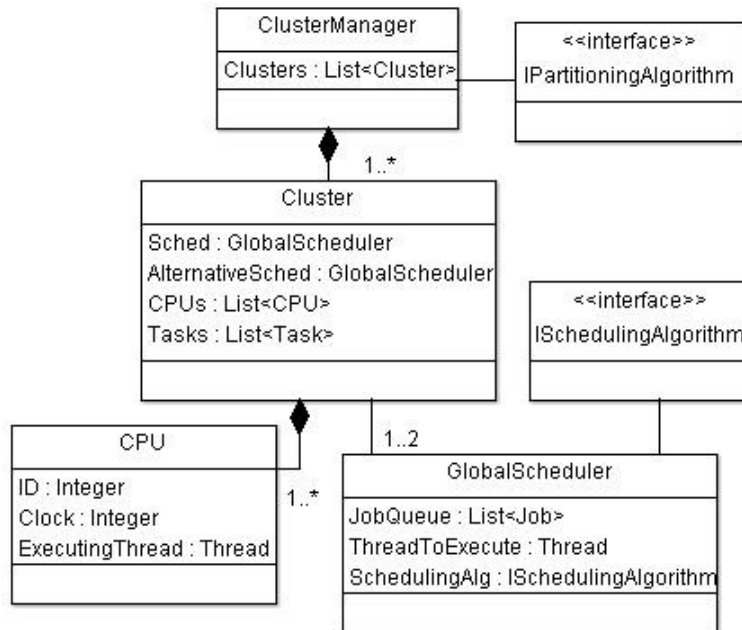 ClusterManager
Clusters : List<Cluster>
<<interface>>
IPartitioningAlgorithm
1..*
Cluster
Sched : GlobalScheduler
AlternativeSched : GlobalScheduler
CPUs : List<CPU>
Tasks : List<Task>
<<interface>>
ISchedulingAlgorithm
CPU
ID : Integer
Clock : Integer
ExecutingThread : Thread
1..*
1..2
GlobalScheduler
JobQueue : List<Job>
ThreadToExecute : Thread
SchedulingAlg : ISchedulingAlgorithm